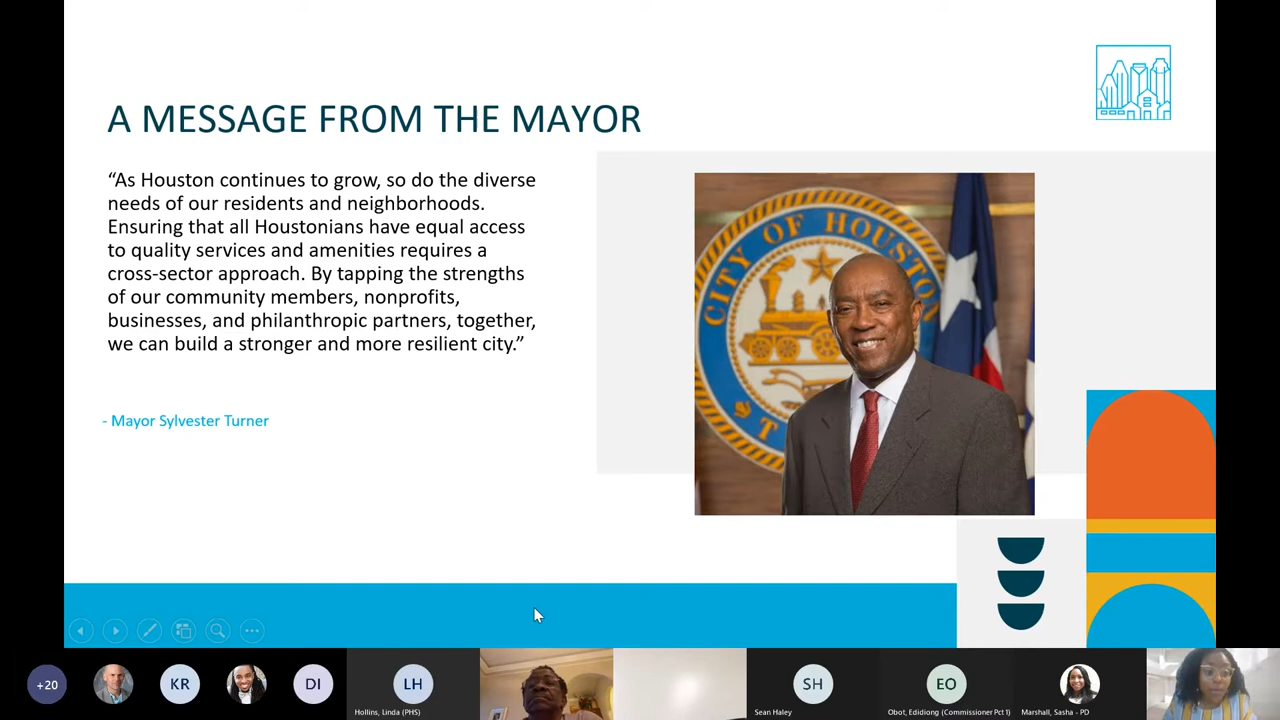 A MESSAGE FROM THE MAYOR
“As Houston continues to grow, so do the diverse
needs of our residents and neighborhoods.
Ensuring that all Houstonians have equal access
to quality services and amenities requires a
cross-sector approach. By tapping the strengths
of our community members, nonprofits,
businesses, and philanthropic partners, together,
we can build a stronger and more resilient city.”
- Mayor Sylvester Turner
CITY OF HOUSTON
T
+20
KR
DI
LH
SH
EO
Hollins, Linda (PHS)
Sean Haley
Obot, Edidiong (Commissioner Pct 1)
Marshall, Sasha - PD